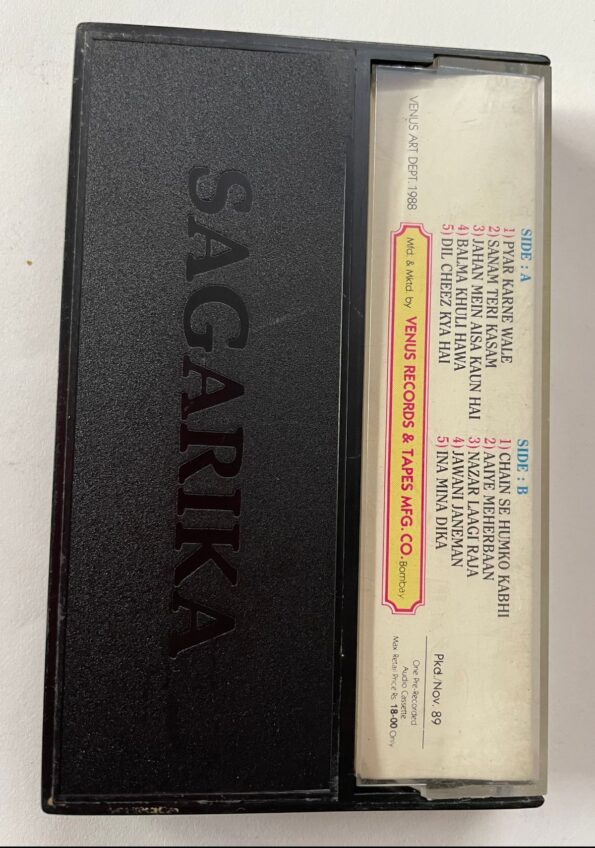 SAGARIKA
VENUS ART DEPT. 1988
SIDE : A
1) PYAR KARNE WALE
2) SANAM TERI KASAM
3) JAHAN MEIN AISA KAUN HAI
4) BALMA KHULI HAWA
5) DIL CHEEZ KYA HAI
SIDE : B
1) CHAIN SE HUMKO KABHI
2) AAIYE MEHERBAAN
3) NAZAR LAAGI RAJA
4) JAWANI JANEMAN
5) INA MINA DIKA
Mfd. & Mktd. by VENUS RECORDS & TAPES MFG. CO. Bombay
Pkd./Nov. 89
One Pre-Recorded
Audio Cassette
Max. Retail Price Rs. 18-00 Only